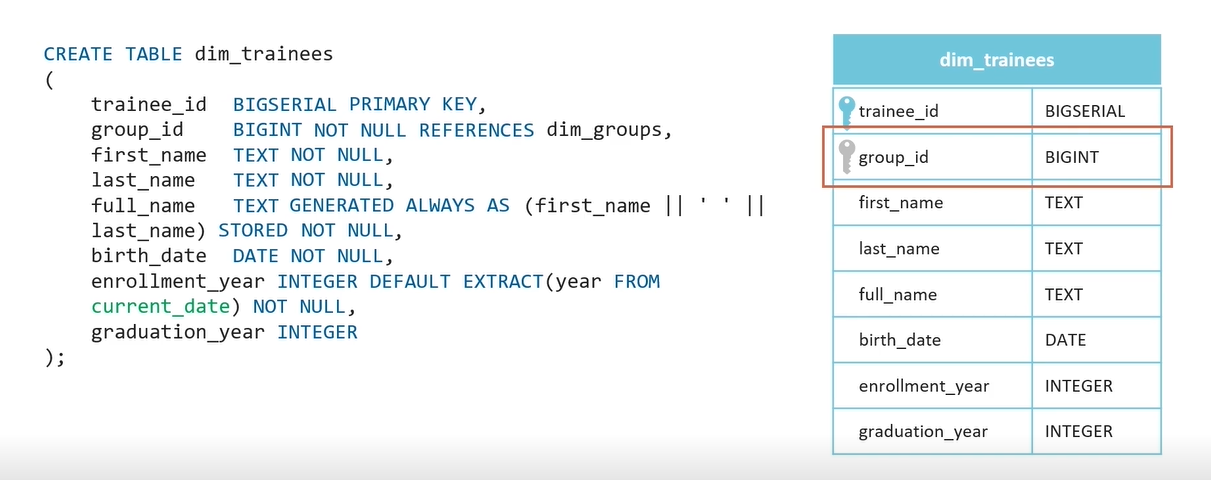 CREATE TABLE dim_trainees
(
trainee_id BIGSERIAL PRIMARY KEY,
group_id BIGINT NOT NULL REFERENCES dim_groups,
first_name TEXT NOT NULL,
last_name TEXT NOT NULL,
full_name TEXT GENERATED ALWAYS AS (first_name || ' ' ||
last_name) STORED NOT NULL,
birth_date DATE NOT NULL,
enrollment_year INTEGER DEFAULT EXTRACT(year FROM
current_date) NOT NULL,
graduation_year INTEGER
);
dim_trainees
trainee_id BIGSERIAL
group_id BIGINT
first_name TEXT
last_name TEXT
full_name TEXT
birth_date DATE
enrollment_year INTEGER
graduation_year INTEGER